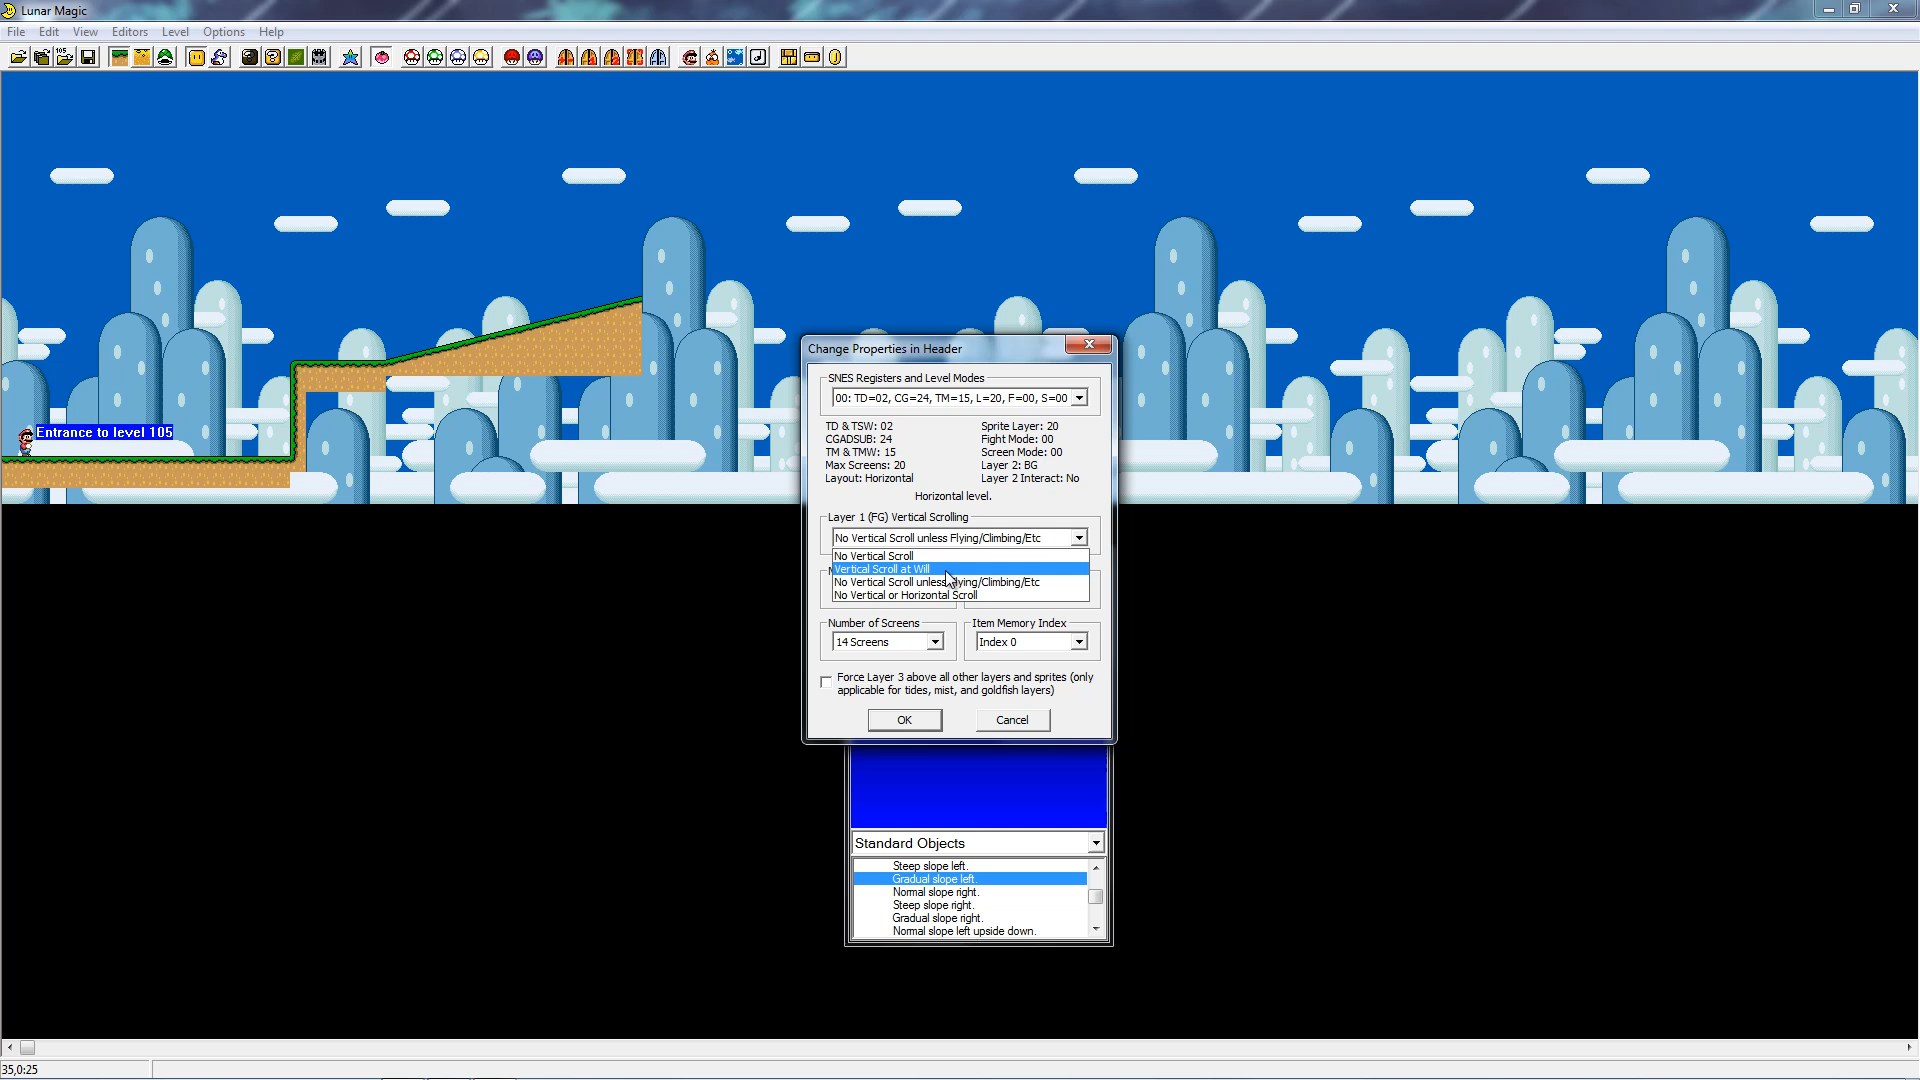 Lunar Magic
File Edit View Editors Level Options Help
105
Entrance to level 105
Change Properties in Header
SNES Registers and Level Modes
00: TD=02, CG=24, TM=15, L=20, F=00, S=00
TD & TSW: 02
CGADSUB: 24
TM & TMW: 15
Max Screens: 20
Layout: Horizontal
Sprite Layer: 20
Fight Mode: 00
Screen Mode: 00
Layer 2: BG
Layer 2 Interact: No
Horizontal level.
Layer 1 (FG) Vertical Scrolling
No Vertical Scroll unless Flying/Climbing/Etc
No Vertical Scroll
Vertical Scroll at Will
No Vertical Scroll unless Flying/Climbing/Etc
No Vertical or Horizontal Scroll
Number of Screens
14 Screens
Item Memory Index
Index 0
Force Layer 3 above all other layers and sprites (only
applicable for tides, mist, and goldfish layers)
OK
Cancel
Standard Objects
Steep slope left.
Gradual slope left.
Normal slope right.
Steep slope right.
Gradual slope right.
Normal slope left upside down.
35,0:25